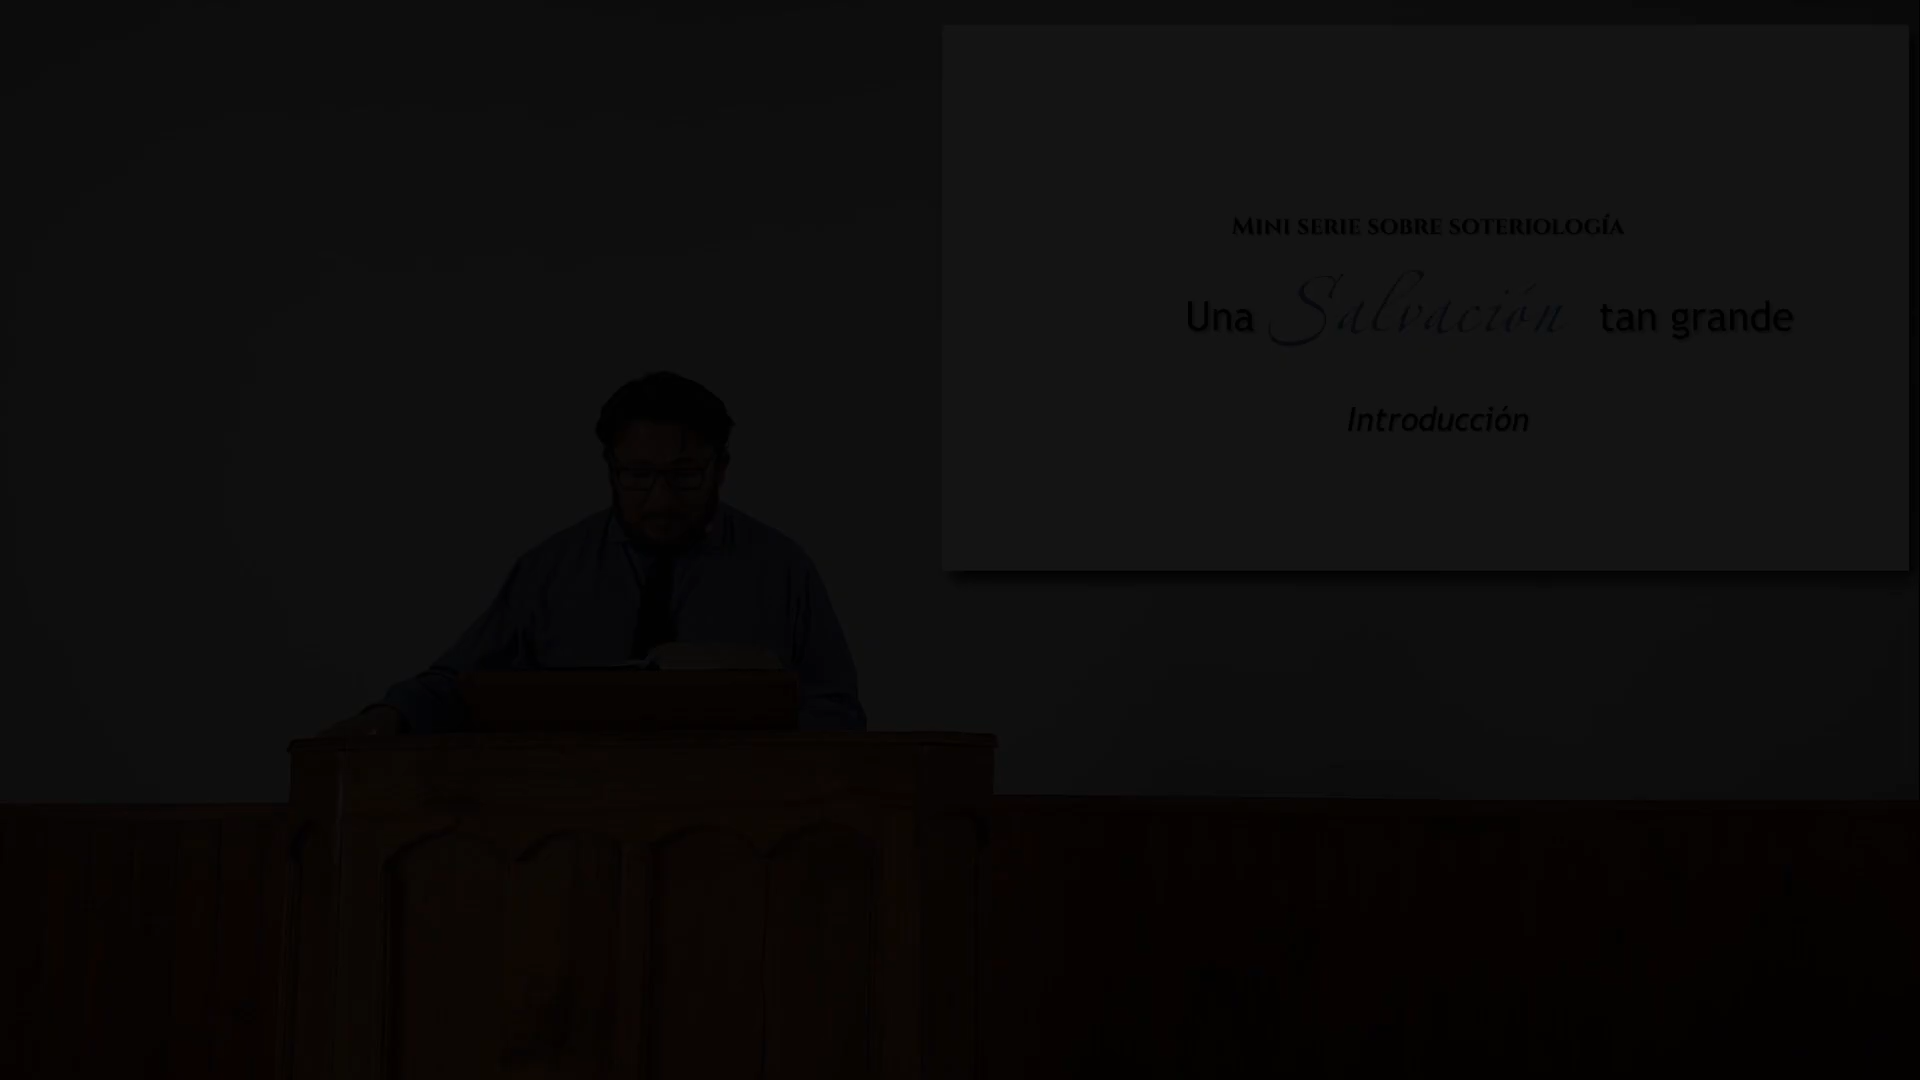 Mini serie sobre soteriología
Una Salvación tan grande
Introducción